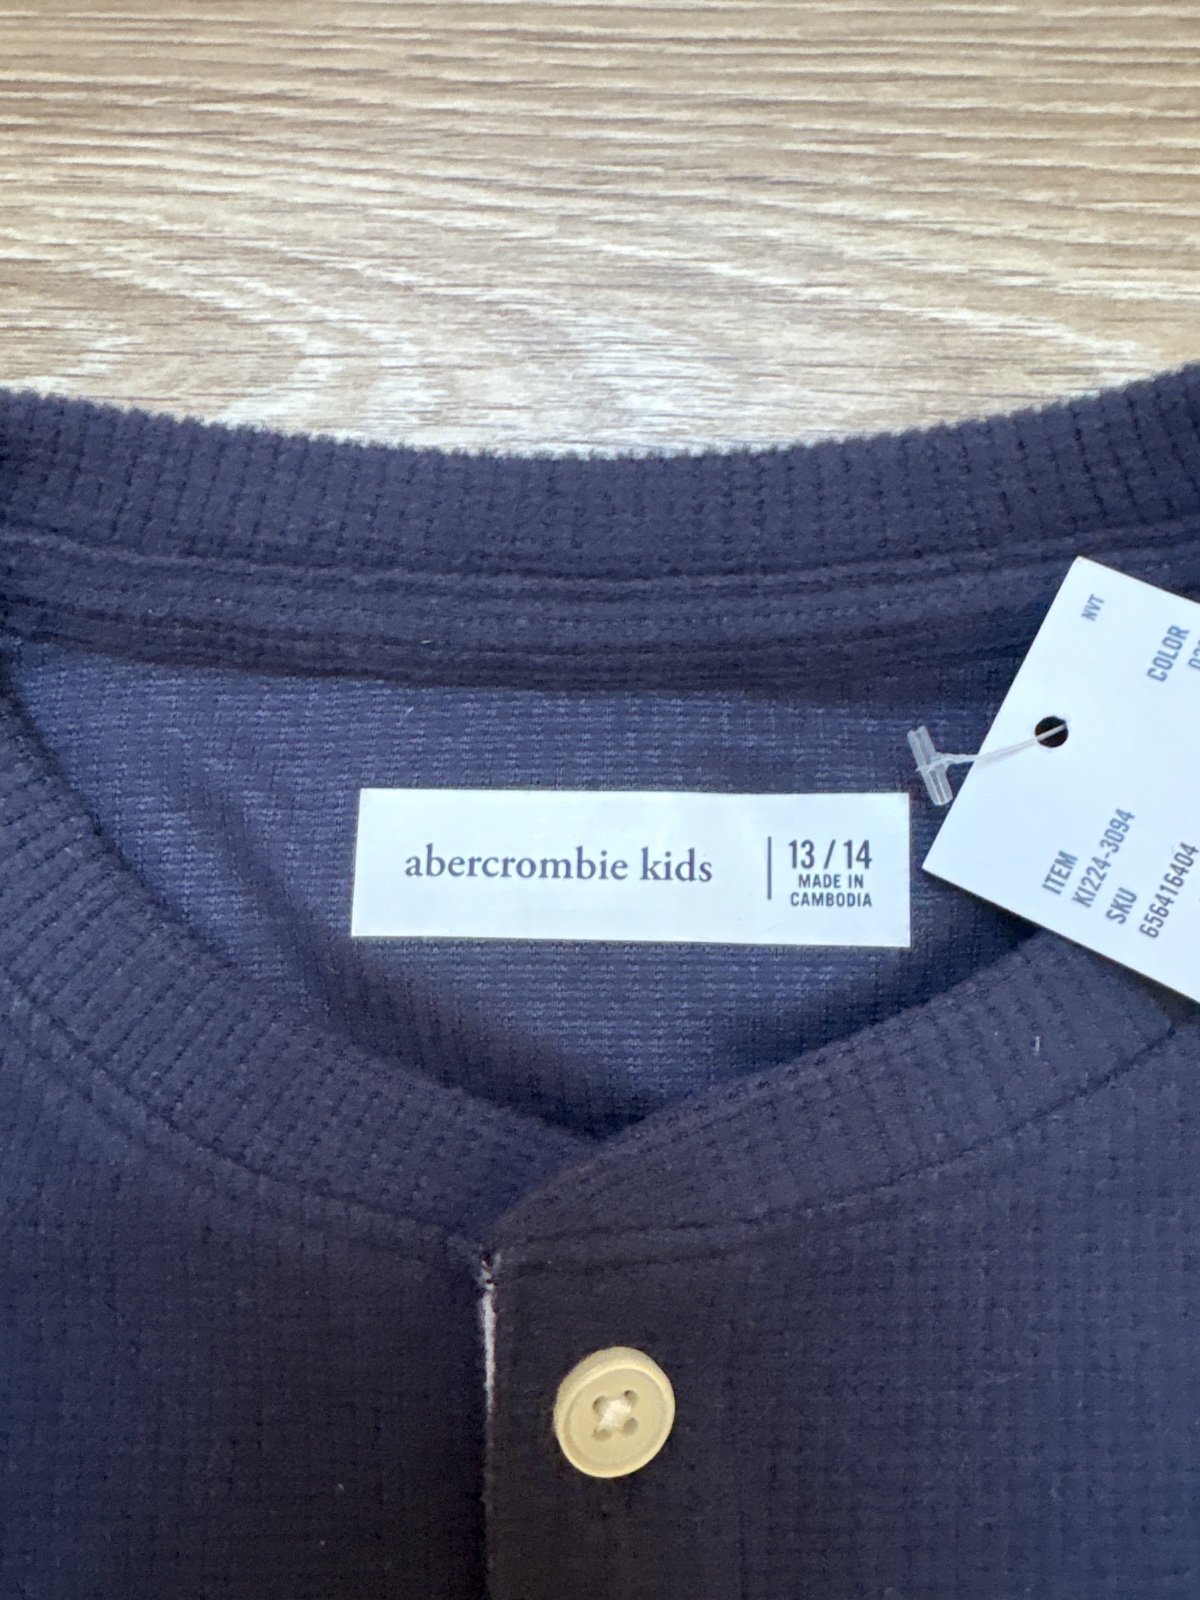 abercrombie kids
13 / 14
MADE IN
CAMBODIA
NVT
COLOR
ITEM
KI224-3094
SKU
656416404